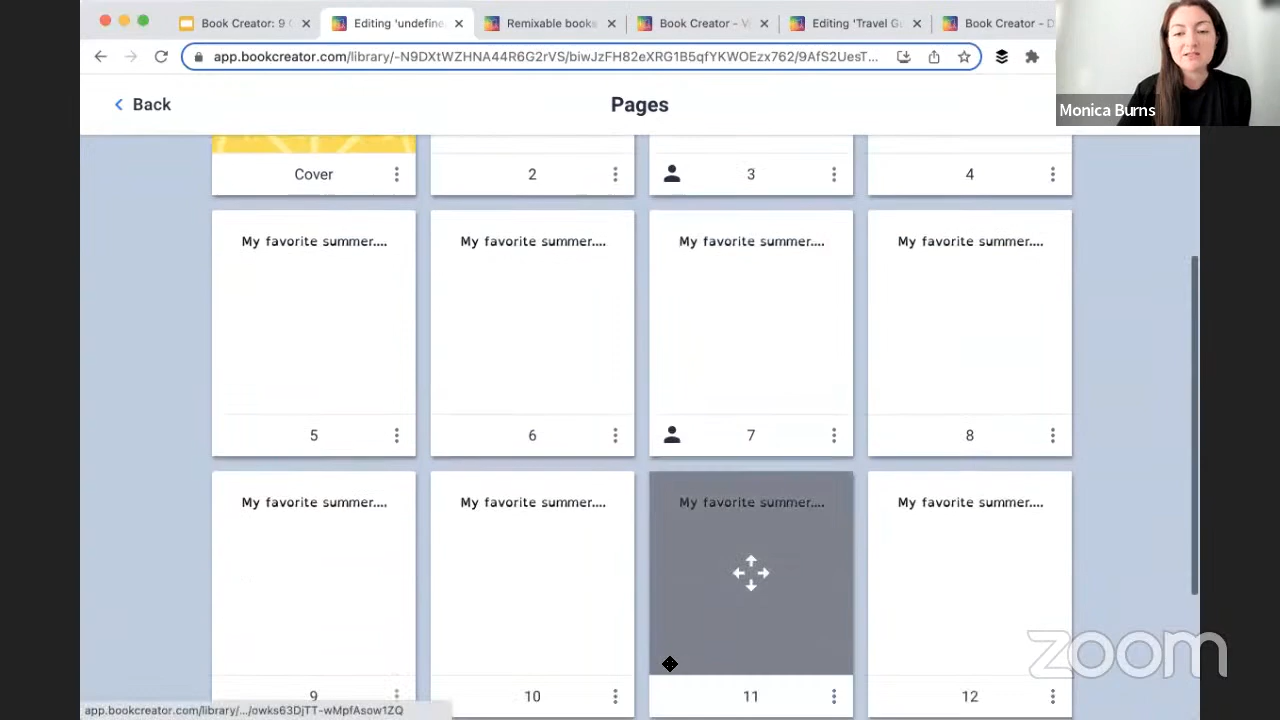 Book Creator: 9
Editing 'undefine
Remixable books
Book Creator - V
Editing 'Travel G
Book Creator - D
app.bookcreator.com/library/-N9DXtWZHNA44R6G2rVS/biwJzFH82eXRG1B5qfYKWOEzx762/9AfS2UesT...
Monica Burns
Back
Pages
Cover
2
3
4
My favorite summer....
My favorite summer....
My favorite summer....
My favorite summer....
5
6
7
8
My favorite summer....
My favorite summer....
My favorite summer....
My favorite summer....
9
10
11
12
app.bookcreator.com/library/.../owks63DjTT-wMpfAsow1ZQ
zoom